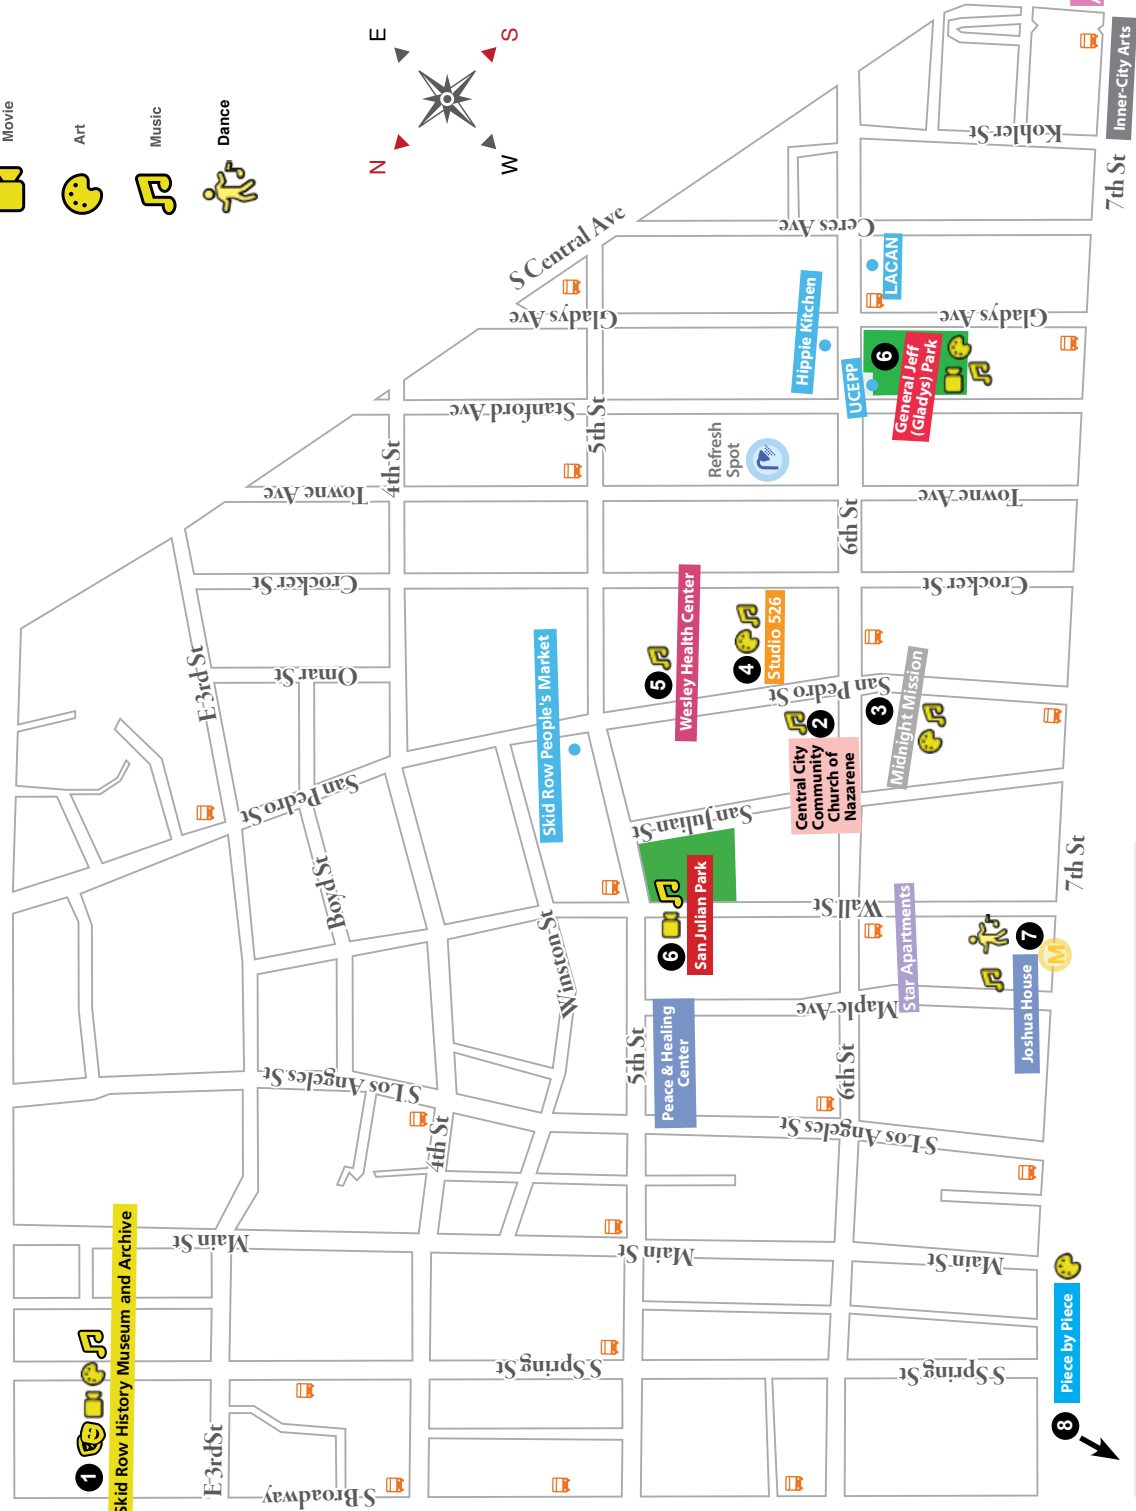 Movie
Art
Music
Dance
N
E
S
W
S Central Ave
Gladys Ave
Stanford Ave
Towne Ave
Crocker St
Omar St
E 3rd St
San Pedro St
Boyd St
4th St
5th St
Ceres Ave
Kohler St
7th St
Inner-City Arts
LACAN
Hippie Kitchen
UCEPP
6
General Jeff
(Gladys) Park
Gladys Ave
Refresh
Spot
6th St
Towne Ave
Crocker St
Wesley Health Center
5
4
Studio 526
San Pedro St
Skid Row People's Market
2
Central City
Community
Church of
Nazarene
3
Midnight Mission
San Julian St
6
San Julian Park
Wall St
Star Apartments
7
M
Joshua House
7th St
Winston St
Maple Ave
Peace & Healing
Center
5th St
6th St
S Los Angeles St
S Los Angeles St
4th St
Main St
Main St
Main St
S Spring St
S Spring St
E 3rd St
S Broadway
1
Skid Row History Museum and Archive
8
Piece by Piece